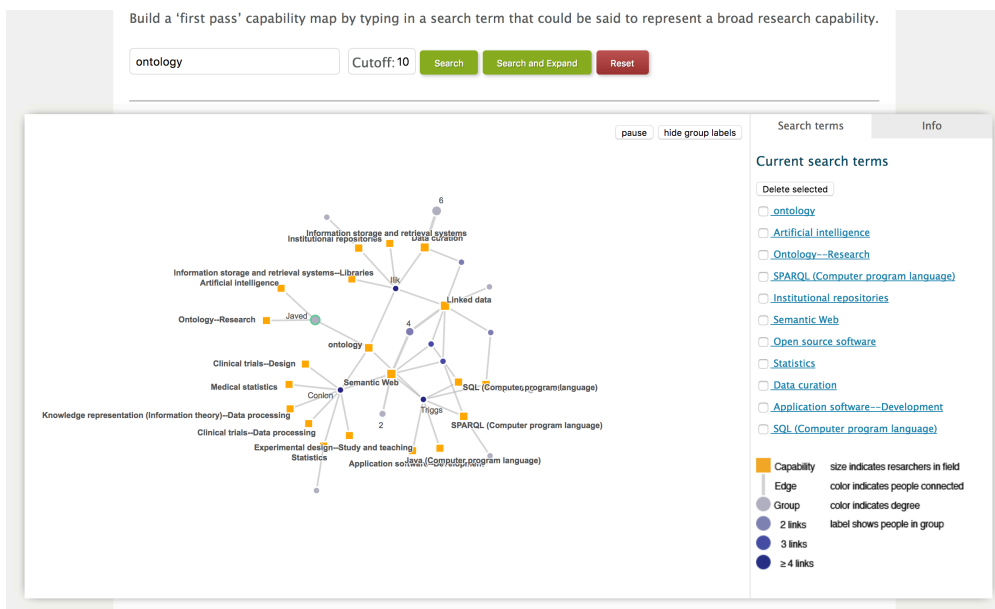 Build a ‘first pass’ capability map by typing in a search term that could be said to represent a broad research capability.
ontology
Cutoff: 10
Search
Search and Expand
Reset
pause
hide group labels
Search terms
Info
Current search terms
Delete selected
ontology
Artificial intelligence
Ontology--Research
SPARQL (Computer program language)
Institutional repositories
Semantic Web
Open source software
Statistics
Data curation
Application software--Development
SQL (Computer program language)
Capability size indicates researchers in field
Edge color indicates people connected
Group color indicates degree
2 links label shows people in group
3 links
≥ 4 links
6
Information storage and retrieval systems
Institutional repositories
Data curation
Information storage and retrieval systems--Libraries
Artificial intelligence
Ilik
Linked data
Ontology--Research
Javed
4
ontology
Clinical trials--Design
Semantic Web
Medical statistics
SQL (Computer program language)
Conlon
Triggs
Knowledge representation (Information theory)--Data processing
2
SPARQL (Computer program language)
Clinical trials--Data processing
Experimental design--Study and teaching
Statistics
Java (Computer program language)
Application software--Development